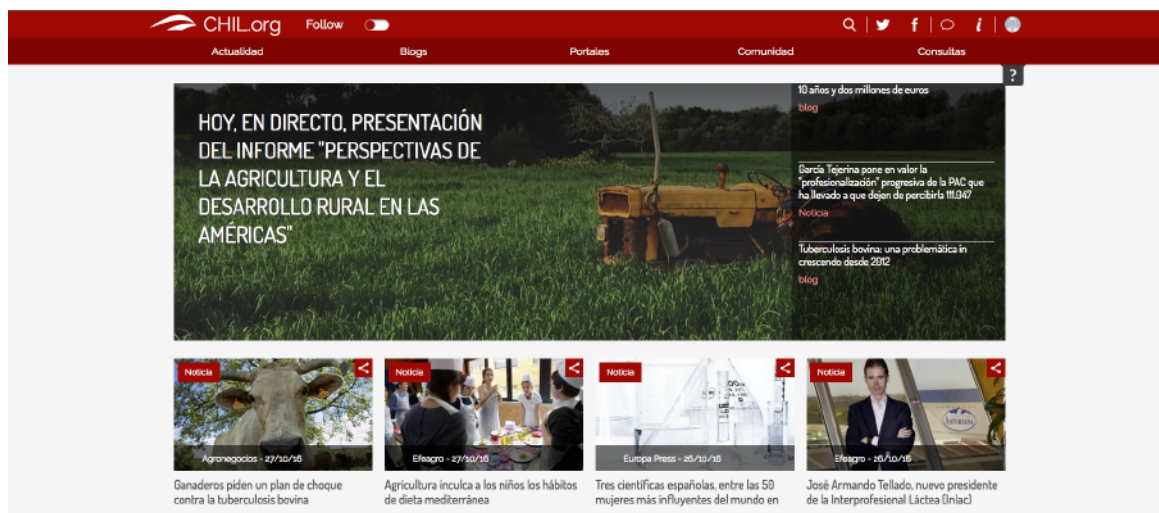 CHIL.org Follow
Actualidad Blogs Portales Comunidad Consultas
?
HOY, EN DIRECTO, PRESENTACIÓN
DEL INFORME "PERSPECTIVAS DE
LA AGRICULTURA Y EL
DESARROLLO RURAL EN LAS
AMÉRICAS"
10 años y dos millones de euros
blog
García Tejerina pone en valor la
"profesionalización" progresiva de la PAC que
ha llevado a que dejen de percibirla 111.047
Noticia
Tuberculosis bovina: una problemática in
crescendo desde 2012
blog
Noticia
Agronegocios - 27/10/16
Ganaderos piden un plan de choque
contra la tuberculosis bovina
Noticia
Efeagro - 27/10/16
Agricultura inculca a los niños los hábitos
de dieta mediterránea
Noticia
Europa Press - 26/10/16
Tres científicas españolas, entre las 50
mujeres más influyentes del mundo en
Noticia
ASTURIANA
Efeagro - 26/10/16
José Armando Tellado, nuevo presidente
de la Interprofesional Láctea (Inlac)